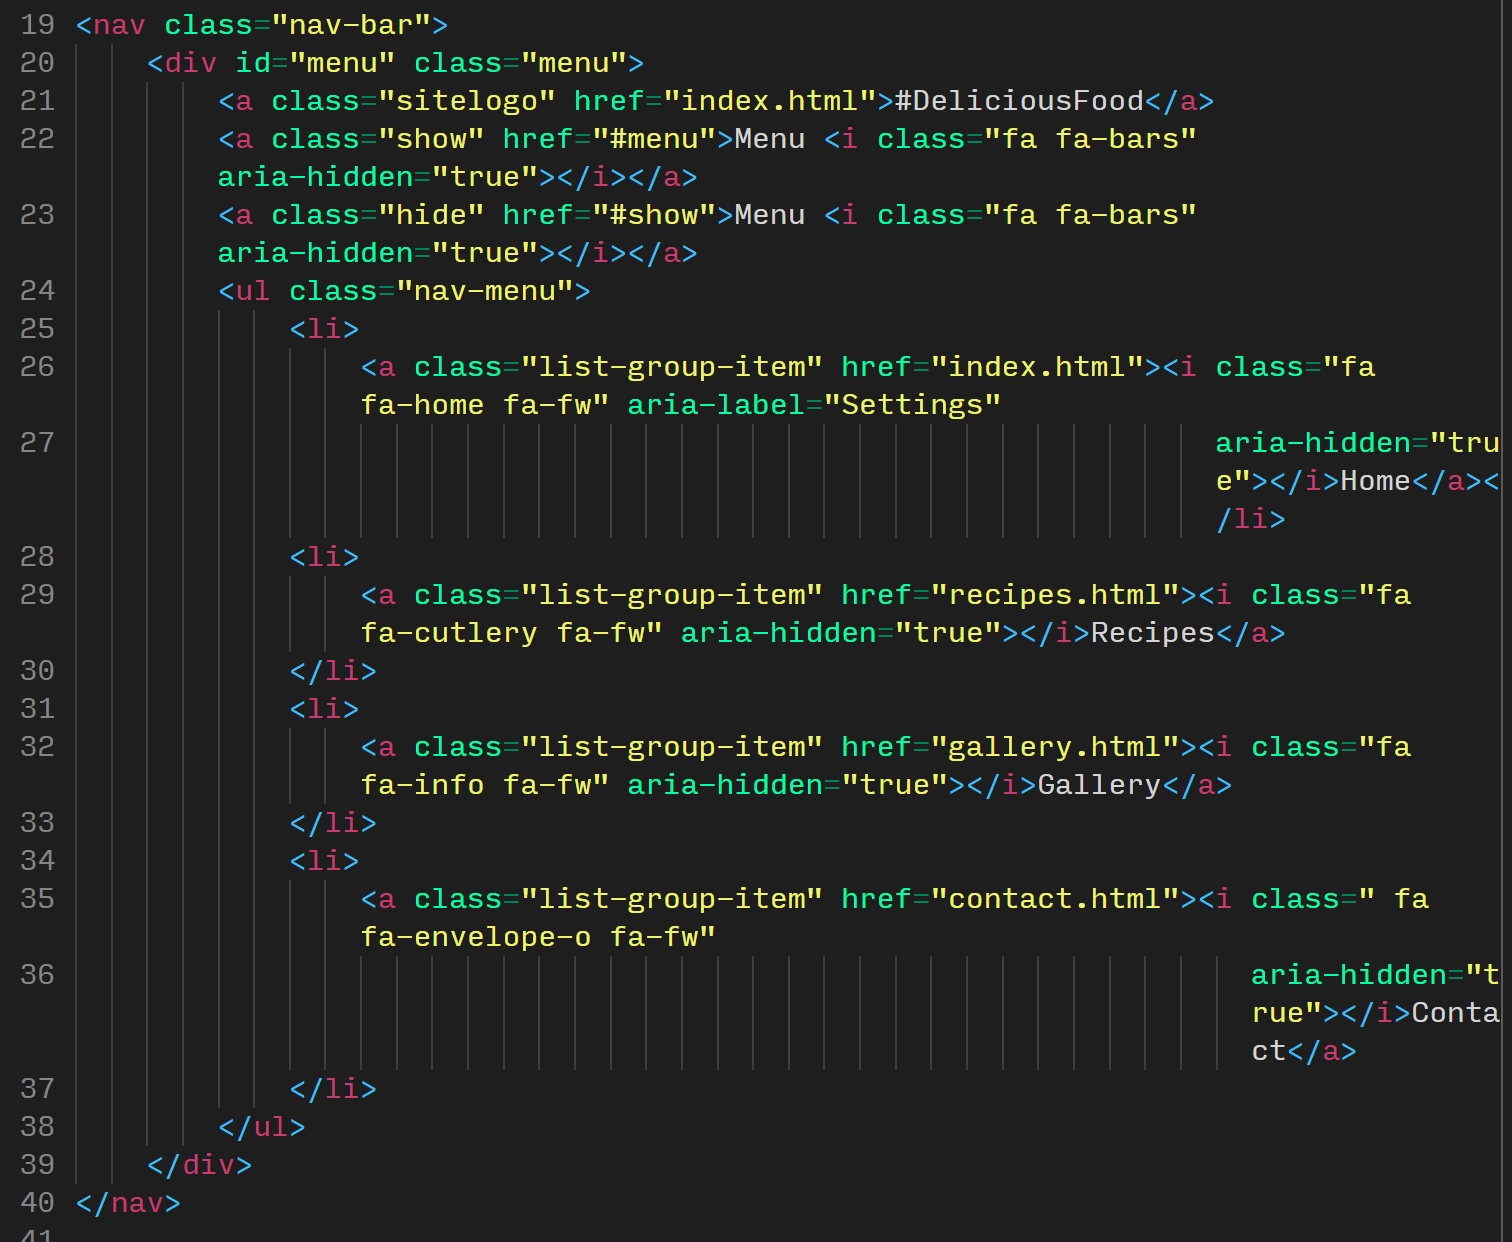 19 <nav class="nav-bar">
20 <div id="menu" class="menu">
21 <a class="sitelogo" href="index.html">#DeliciousFood</a>
22 <a class="show" href="#menu">Menu <i class="fa fa-bars"
aria-hidden="true"></i></a>
23 <a class="hide" href="#show">Menu <i class="fa fa-bars"
aria-hidden="true"></i></a>
24 <ul class="nav-menu">
25 <li>
26 <a class="list-group-item" href="index.html"><i class="fa
fa-home fa-fw" aria-label="Settings"
27 aria-hidden="tru
e"></i>Home</a><
/li>
28 <li>
29 <a class="list-group-item" href="recipes.html"><i class="fa
fa-cutlery fa-fw" aria-hidden="true"></i>Recipes</a>
30 </li>
31 <li>
32 <a class="list-group-item" href="gallery.html"><i class="fa
fa-info fa-fw" aria-hidden="true"></i>Gallery</a>
33 </li>
34 <li>
35 <a class="list-group-item" href="contact.html"><i class=" fa
fa-envelope-o fa-fw"
36 aria-hidden="t
rue"></i>Conta
ct</a>
37 </li>
38 </ul>
39 </div>
40 </nav>
41